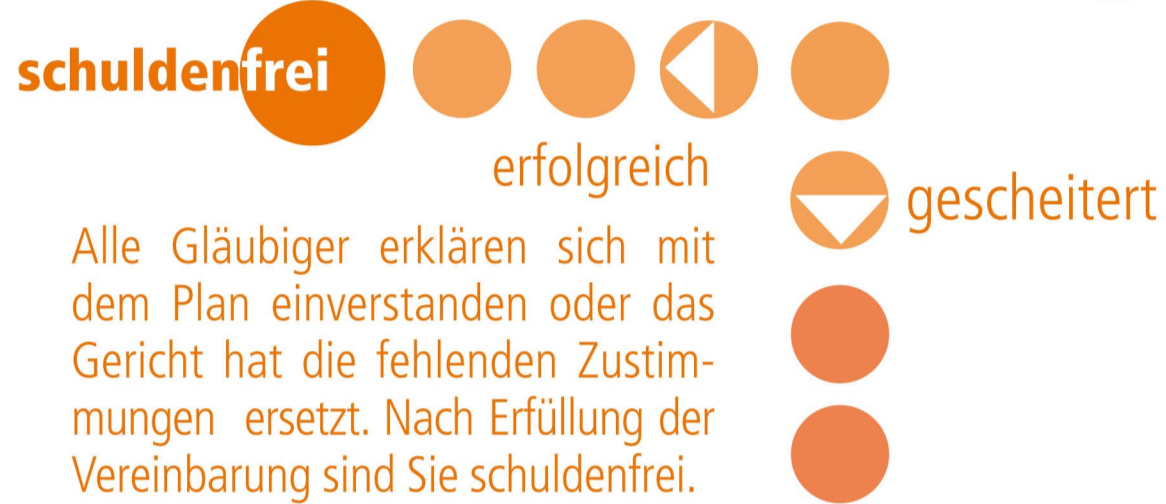 schuldenfrei
erfolgreich
gescheitert
Alle Gläubiger erklären sich mit
dem Plan einverstanden oder das
Gericht hat die fehlenden Zustim-
mungen ersetzt. Nach Erfüllung der
Vereinbarung sind Sie schuldenfrei.